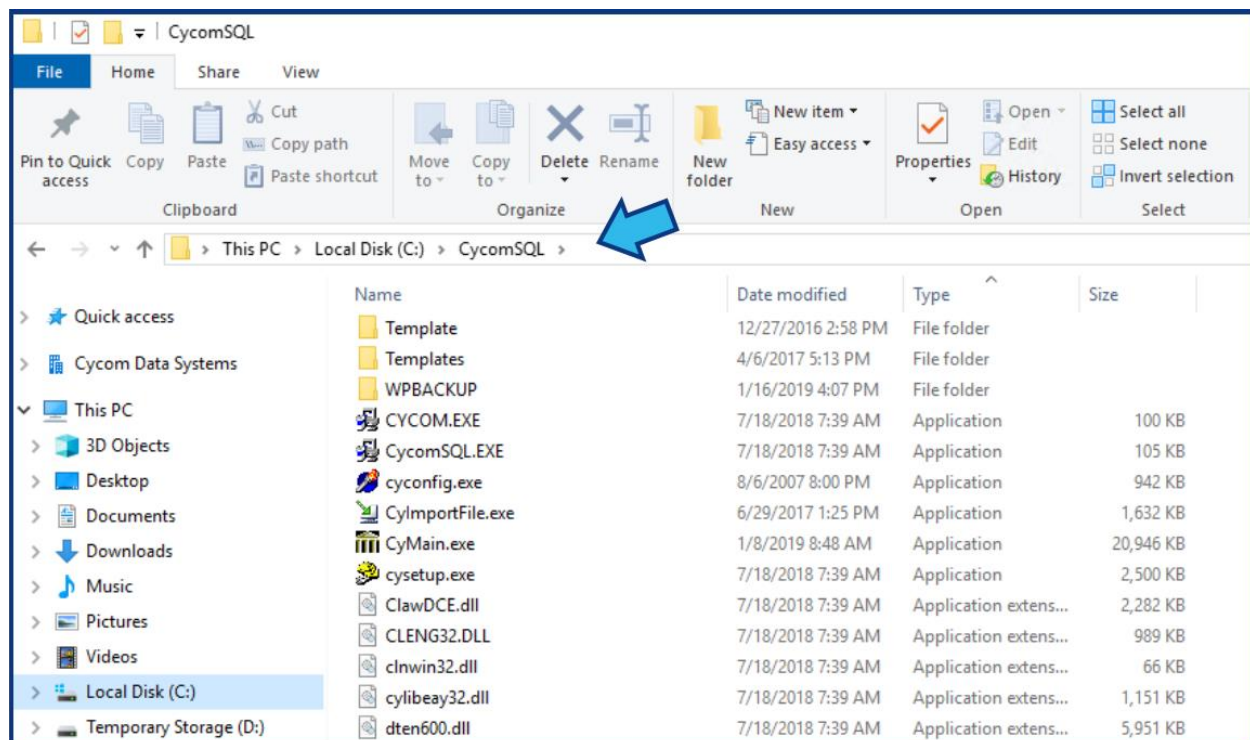 CycomSQL
File Home Share View
Pin to Quick access
Copy
Paste
Cut
Copy path
Paste shortcut
Clipboard
Move to
Copy to
Delete
Rename
Organize
New folder
New item
Easy access
New
Properties
Open
Edit
History
Open
Select all
Select none
Invert selection
Select
This PC > Local Disk (C:) > CycomSQL >
Quick access
Cycom Data Systems
This PC
3D Objects
Desktop
Documents
Downloads
Music
Pictures
Videos
Local Disk (C:)
Temporary Storage (D:)
Name Date modified Type Size
Template 12/27/2016 2:58 PM File folder
Templates 4/6/2017 5:13 PM File folder
WPBACKUP 1/16/2019 4:07 PM File folder
CYCOM.EXE 7/18/2018 7:39 AM Application 100 KB
CycomSQL.EXE 7/18/2018 7:39 AM Application 105 KB
cyconfig.exe 8/6/2007 8:00 PM Application 942 KB
CyImportFile.exe 6/29/2017 1:25 PM Application 1,632 KB
CyMain.exe 1/8/2019 8:48 AM Application 20,946 KB
cysetup.exe 7/18/2018 7:39 AM Application 2,500 KB
ClawDCE.dll 7/18/2018 7:39 AM Application extens... 2,282 KB
CLENG32.DLL 7/18/2018 7:39 AM Application extens... 989 KB
clnwin32.dll 7/18/2018 7:39 AM Application extens... 66 KB
cylibeay32.dll 7/18/2018 7:39 AM Application extens... 1,151 KB
dten600.dll 7/18/2018 7:39 AM Application extens... 5,951 KB